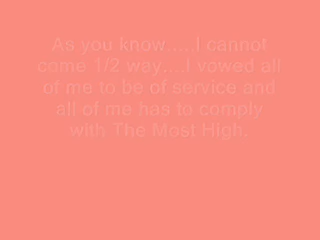 As you know.....I cannot
come 1/2 way....I vowed all
of me to be of service and
all of me has to comply
with The Most High.